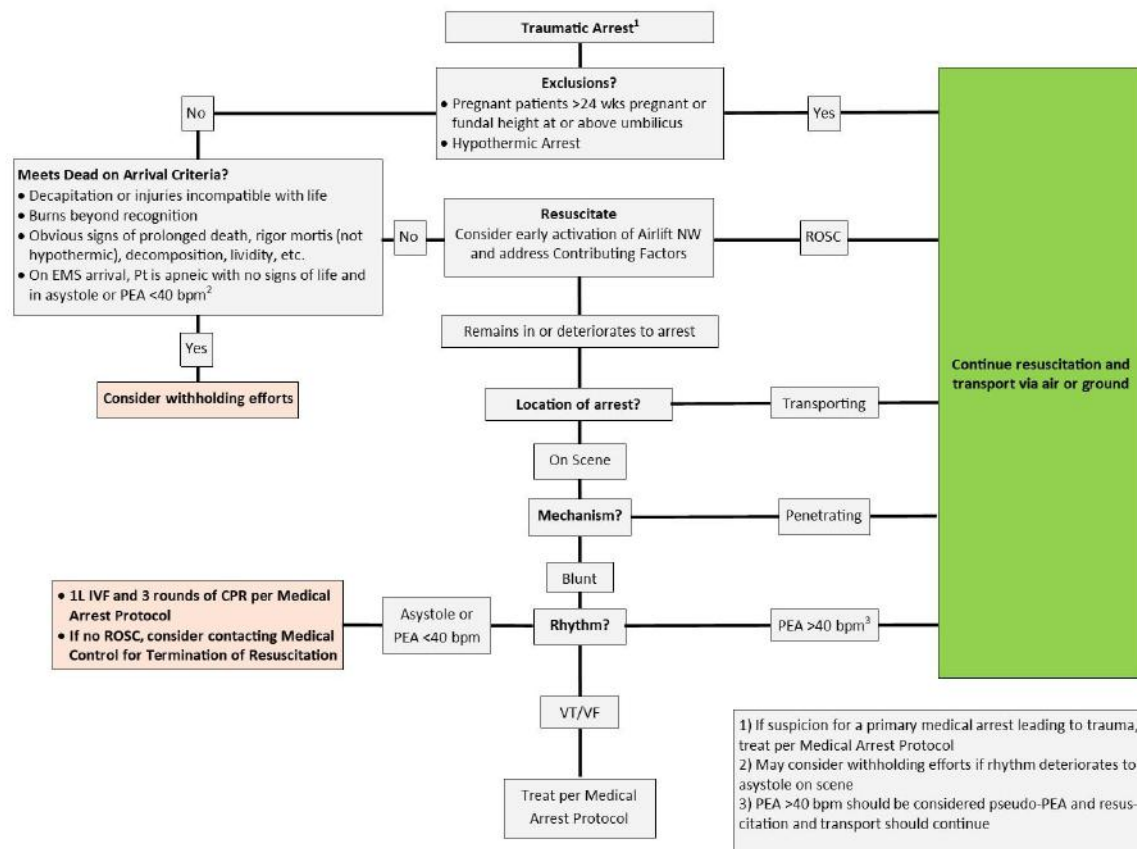 Traumatic Arrest1
Exclusions?
• Pregnant patients >24 wks pregnant or
fundal height at or above umbilicus
• Hypothermic Arrest
No
Yes
Meets Dead on Arrival Criteria?
• Decapitation or injuries incompatible with life
• Burns beyond recognition
• Obvious signs of prolonged death, rigor mortis (not
hypothermic), decomposition, lividity, etc.
• On EMS arrival, Pt is apneic with no signs of life and
in asystole or PEA <40 bpm2
No
Resuscitate
Consider early activation of Airlift NW
and address Contributing Factors
ROSC
Yes
Consider withholding efforts
Remains in or deteriorates to arrest
Continue resuscitation and
transport via air or ground
Location of arrest?
Transporting
On Scene
Mechanism?
Penetrating
Blunt
Rhythm?
PEA >40 bpm3
Asystole or
PEA <40 bpm
• 1L IVF and 3 rounds of CPR per Medical
Arrest Protocol
• If no ROSC, consider contacting Medical
Control for Termination of Resuscitation
VT/VF
Treat per Medical
Arrest Protocol
1) If suspicion for a primary medical arrest leading to trauma,
treat per Medical Arrest Protocol
2) May consider withholding efforts if rhythm deteriorates to
asystole on scene
3) PEA >40 bpm should be considered pseudo-PEA and resus-
citation and transport should continue